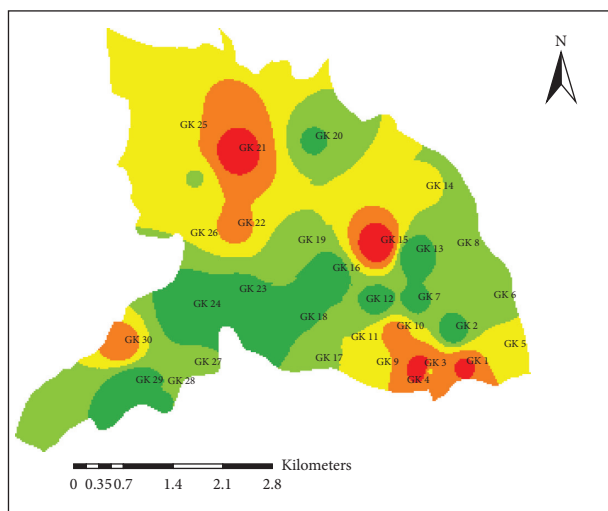 N
GK 25
GK 20
GK 21
GK 14
GK 22
GK 26
GK 19
GK 15
GK 8
GK 13
GK 16
GK 23
GK 24
GK 12
GK 7
GK 6
GK 18
GK 10
GK 2
GK 11
GK 5
GK 30
GK 17
GK 9
GK 3
GK 1
GK 27
GK 4
GK 29
GK 28
Kilometers
0 0.35 0.7 1.4 2.1 2.8